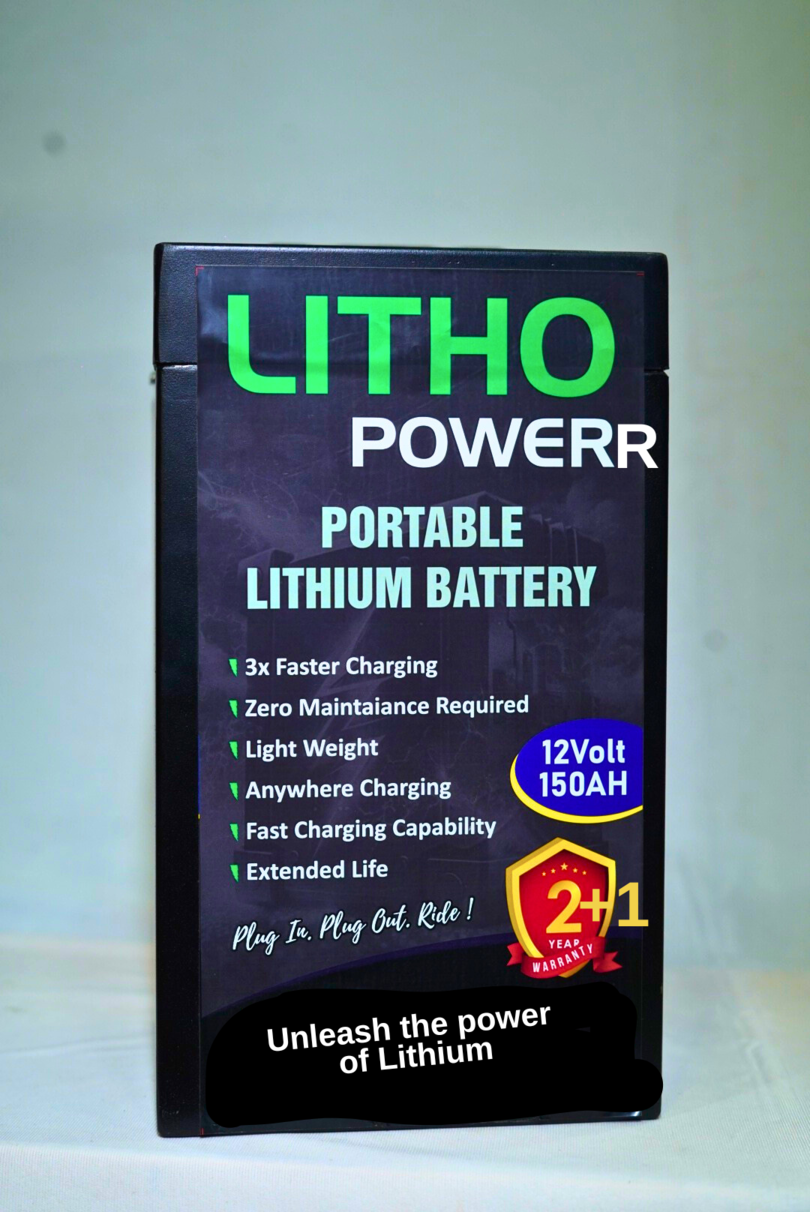 LITHO
POWERR
PORTABLE
LITHIUM BATTERY
3x Faster Charging
Zero Maintaiance Required
Light Weight
Anywhere Charging
Fast Charging Capability
Extended Life
12Volt
150AH
2+1
YEAR
WARRANTY
Plug In. Plug Out. Ride !
Unleash the power
of Lithium